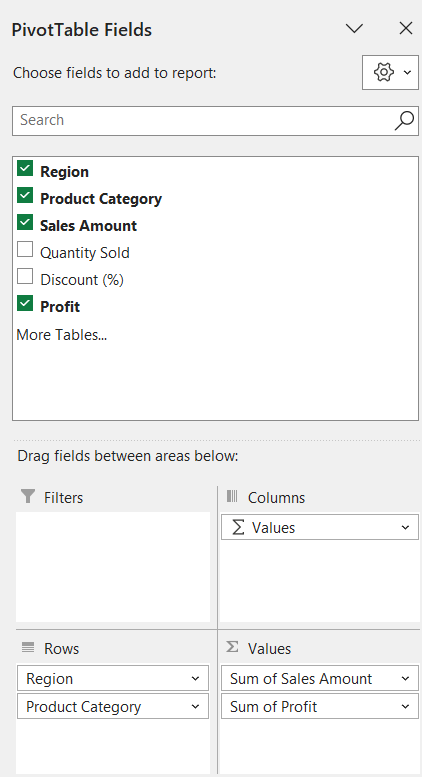 PivotTable Fields
Choose fields to add to report:
Search
Region
Product Category
Sales Amount
Quantity Sold
Discount (%)
Profit
More Tables...
Drag fields between areas below:
Filters
Columns
Σ Values
Rows
Σ Values
Region
Sum of Sales Amount
Product Category
Sum of Profit